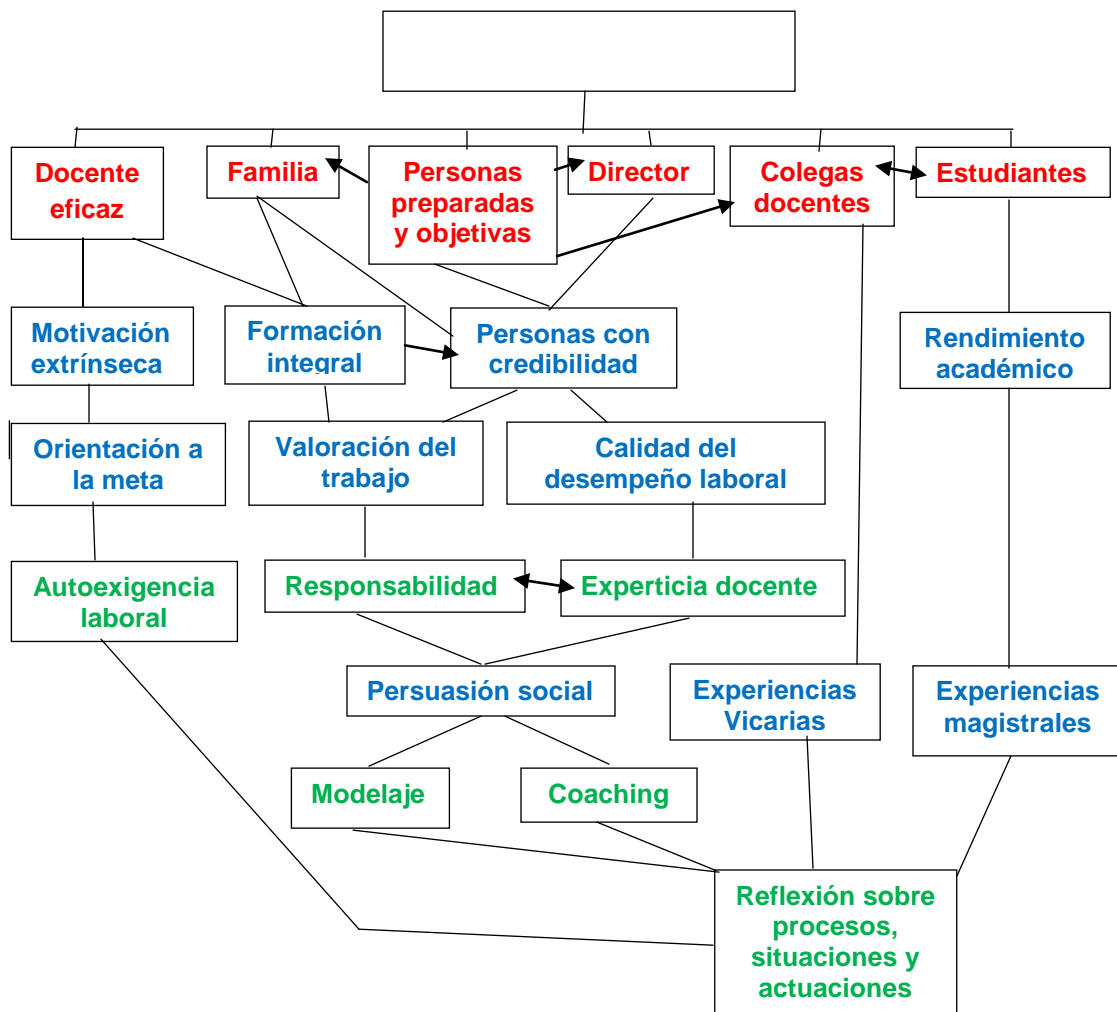 Docente
eficaz
Familia
Personas
preparadas
y objetivas
Director
Colegas
docentes
Estudiantes
Motivación
extrínseca
Formación
integral
Personas con
credibilidad
Rendimiento
académico
Orientación a
la meta
Valoración del
trabajo
Calidad del
desempeño laboral
Autoexigencia
laboral
Responsabilidad
Experticia docente
Persuasión social
Experiencias
Vicarias
Experiencias
magistrales
Modelaje
Coaching
Reflexión sobre
procesos,
situaciones y
actuaciones